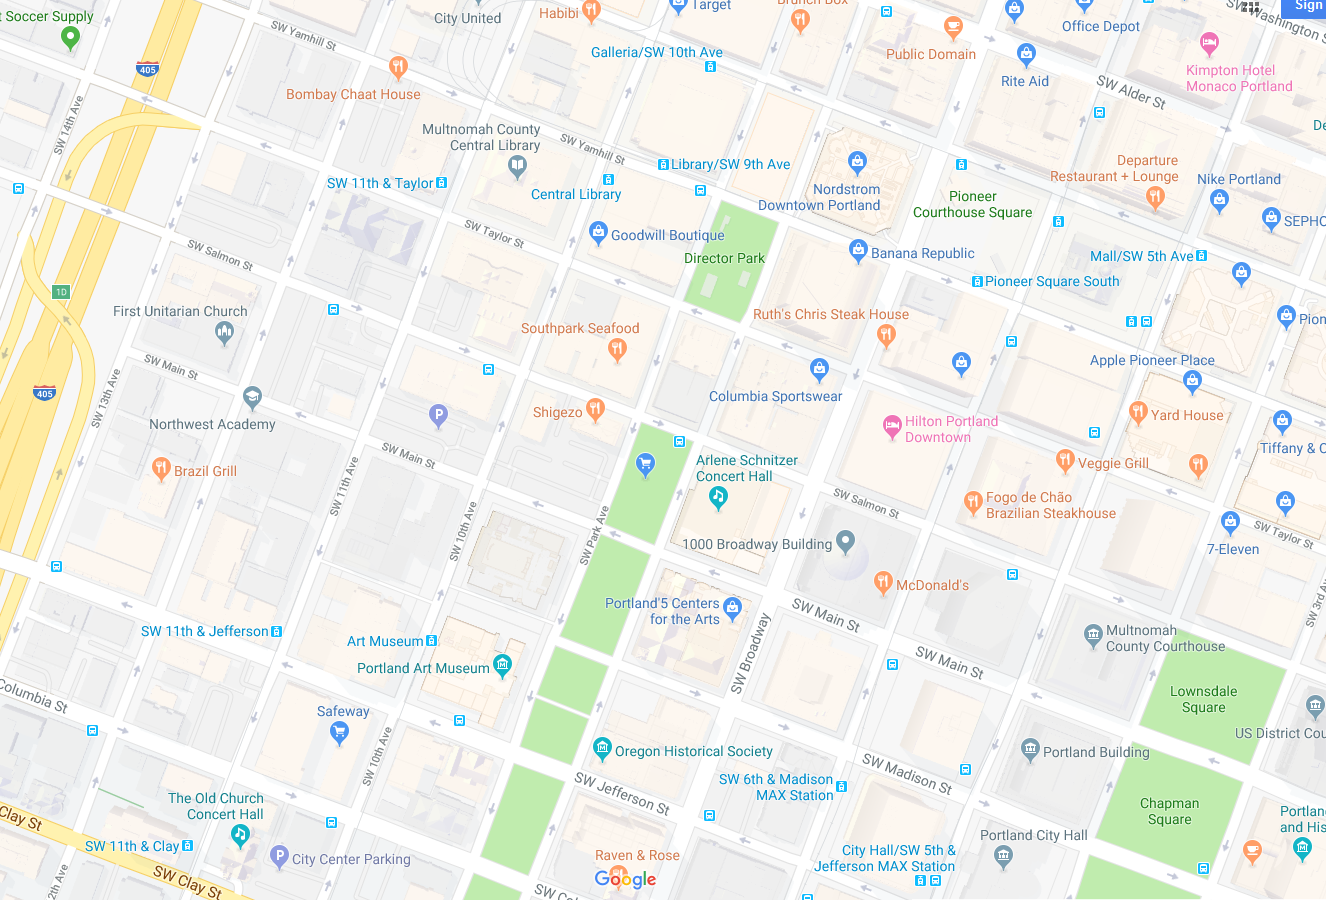 t Soccer Supply
City United
Habibi
Target
Brunch Box
Office Depot
SW Washington S
Sign
SW Yamhill St
Galleria/SW 10th Ave
Public Domain
Rite Aid
Kimpton Hotel
Monaco Portland
405
Bombay Chaat House
SW Alder St
SW 14th Ave
Multnomah County
Central Library
SW Yamhill St
Library/SW 9th Ave
De
Departure
Restaurant + Lounge
Nike Portland
SW 11th & Taylor
Central Library
Nordstrom
Downtown Portland
Pioneer
Courthouse Square
SEPHO
SW Taylor St
Goodwill Boutique
SW Salmon St
Director Park
Banana Republic
Mall/SW 5th Ave
Pioneer Square South
1D
First Unitarian Church
Southpark Seafood
Ruth's Chris Steak House
Pion
SW Main St
Apple Pioneer Place
405
SW 13th Ave
Columbia Sportswear
P
Shigezo
Northwest Academy
Hilton Portland
Downtown
Yard House
Tiffany & C
SW Main St
Brazil Grill
Arlene Schnitzer
Concert Hall
Veggie Grill
SW 11th Ave
SW Salmon St
Fogo de Chão
Brazilian Steakhouse
SW 10th Ave
SW Park Ave
1000 Broadway Building
SW Taylor St
7-Eleven
McDonald's
SW 3rd A
Portland'5 Centers
for the Arts
SW Main St
SW 11th & Jefferson
Art Museum
Multnomah
County Courthouse
SW Broadway
SW Main St
Portland Art Museum
Columbia St
Lownsdale
Square
Safeway
US District Cou
SW 10th Ave
Oregon Historical Society
Portland Building
SW Madison St
SW 6th & Madison
MAX Station
SW Jefferson St
The Old Church
Concert Hall
Chapman
Square
Portlan
and His
Clay St
SW 11th & Clay
P
City Center Parking
Portland City Hall
Raven & Rose
City Hall/SW 5th &
Jefferson MAX Station
SW Clay St
2th Ave
Google
SW Co